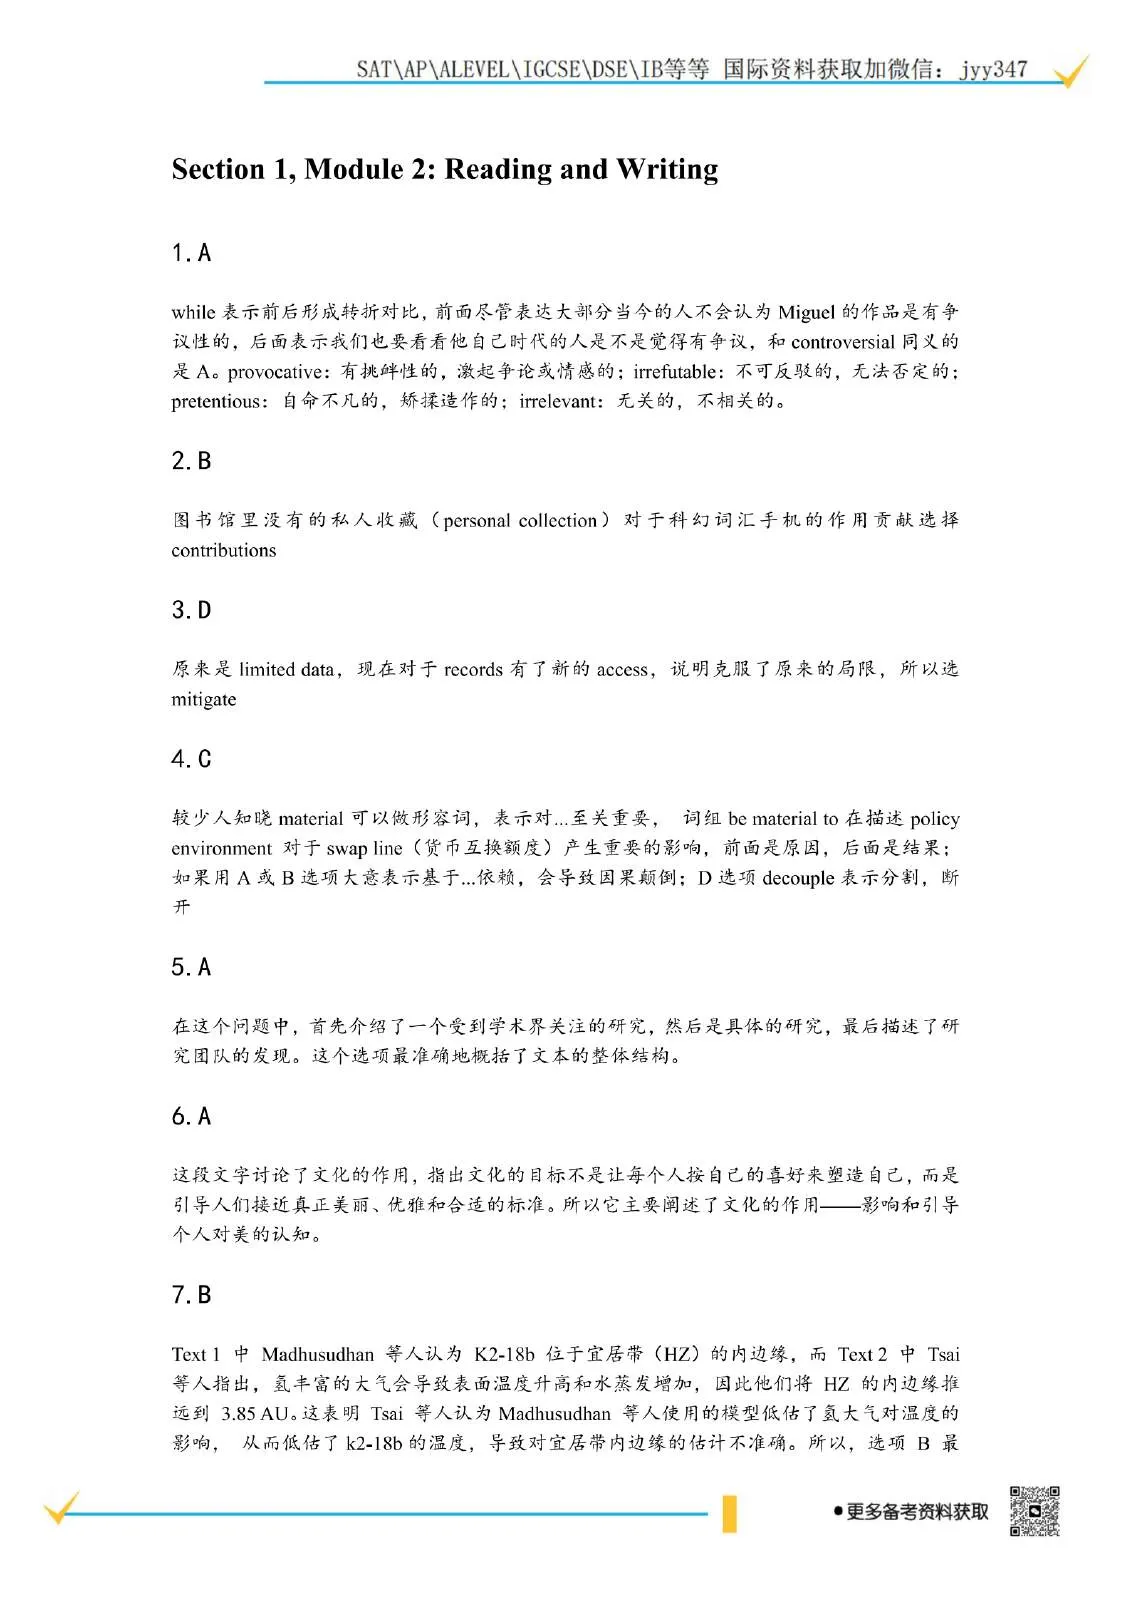 SAT\AP\ALEVEL\IGCSE\DSE\IB等等 国际资料获取加微信：jyy347
Section 1, Module 2: Reading and Writing
1. A
while 表示前后形成转折对比，前面尽管表达大部分当今的人不会认为 Miguel 的作品是有争
议性的，后面表示我们也要看看他自己时代的人是不是觉得有争议，和 controversial 同义的
是 A。provocative：有挑衅性的，激起争论或情感的；irrefutable：不可反驳的，无法否定的；
pretentious：自命不凡的，矫揉造作的；irrelevant：无关的，不相关的。
2. B
图书馆里没有的私人收藏（personal collection）对于科幻词汇手机的作用贡献选择
contributions
3. D
原来是 limited data，现在对于 records 有了新的 access，说明克服了原来的局限，所以选
mitigate
4. C
较少人知晓 material 可以做形容词，表示对...至关重要， 词组 be material to 在描述 policy
environment 对于 swap line（货币互换额度）产生重要的影响，前面是原因，后面是结果；
如果用 A 或 B 选项大意表示基于...依赖，会导致因果颠倒；D 选项 decouple 表示分割，断
开
5. A
在这个问题中，首先介绍了一个受到学术界关注的研究，然后是具体的研究，最后描述了研
究团队的发现。这个选项最准确地概括了文本的整体结构。
6. A
这段文字讨论了文化的作用，指出文化的目标不是让每个人按自己的喜好来塑造自己，而是
引导人们接近真正美丽、优雅和合适的标准。所以它主要阐述了文化的作用——影响和引导
个人对美的认知。
7. B
Text 1 中 Madhusudhan 等人认为 K2-18b 位于宜居带（HZ）的内边缘，而 Text 2 中 Tsai
等人指出，氢丰富的大气会导致表面温度升高和水蒸发增加，因此他们将 HZ 的内边缘推
远到 3.85 AU。这表明 Tsai 等人认为 Madhusudhan 等人使用的模型低估了氢大气对温度的
影响， 从而低估了 k2-18b 的温度，导致对宜居带内边缘的估计不准确。所以，选项 B 最
•更多备考资料获取